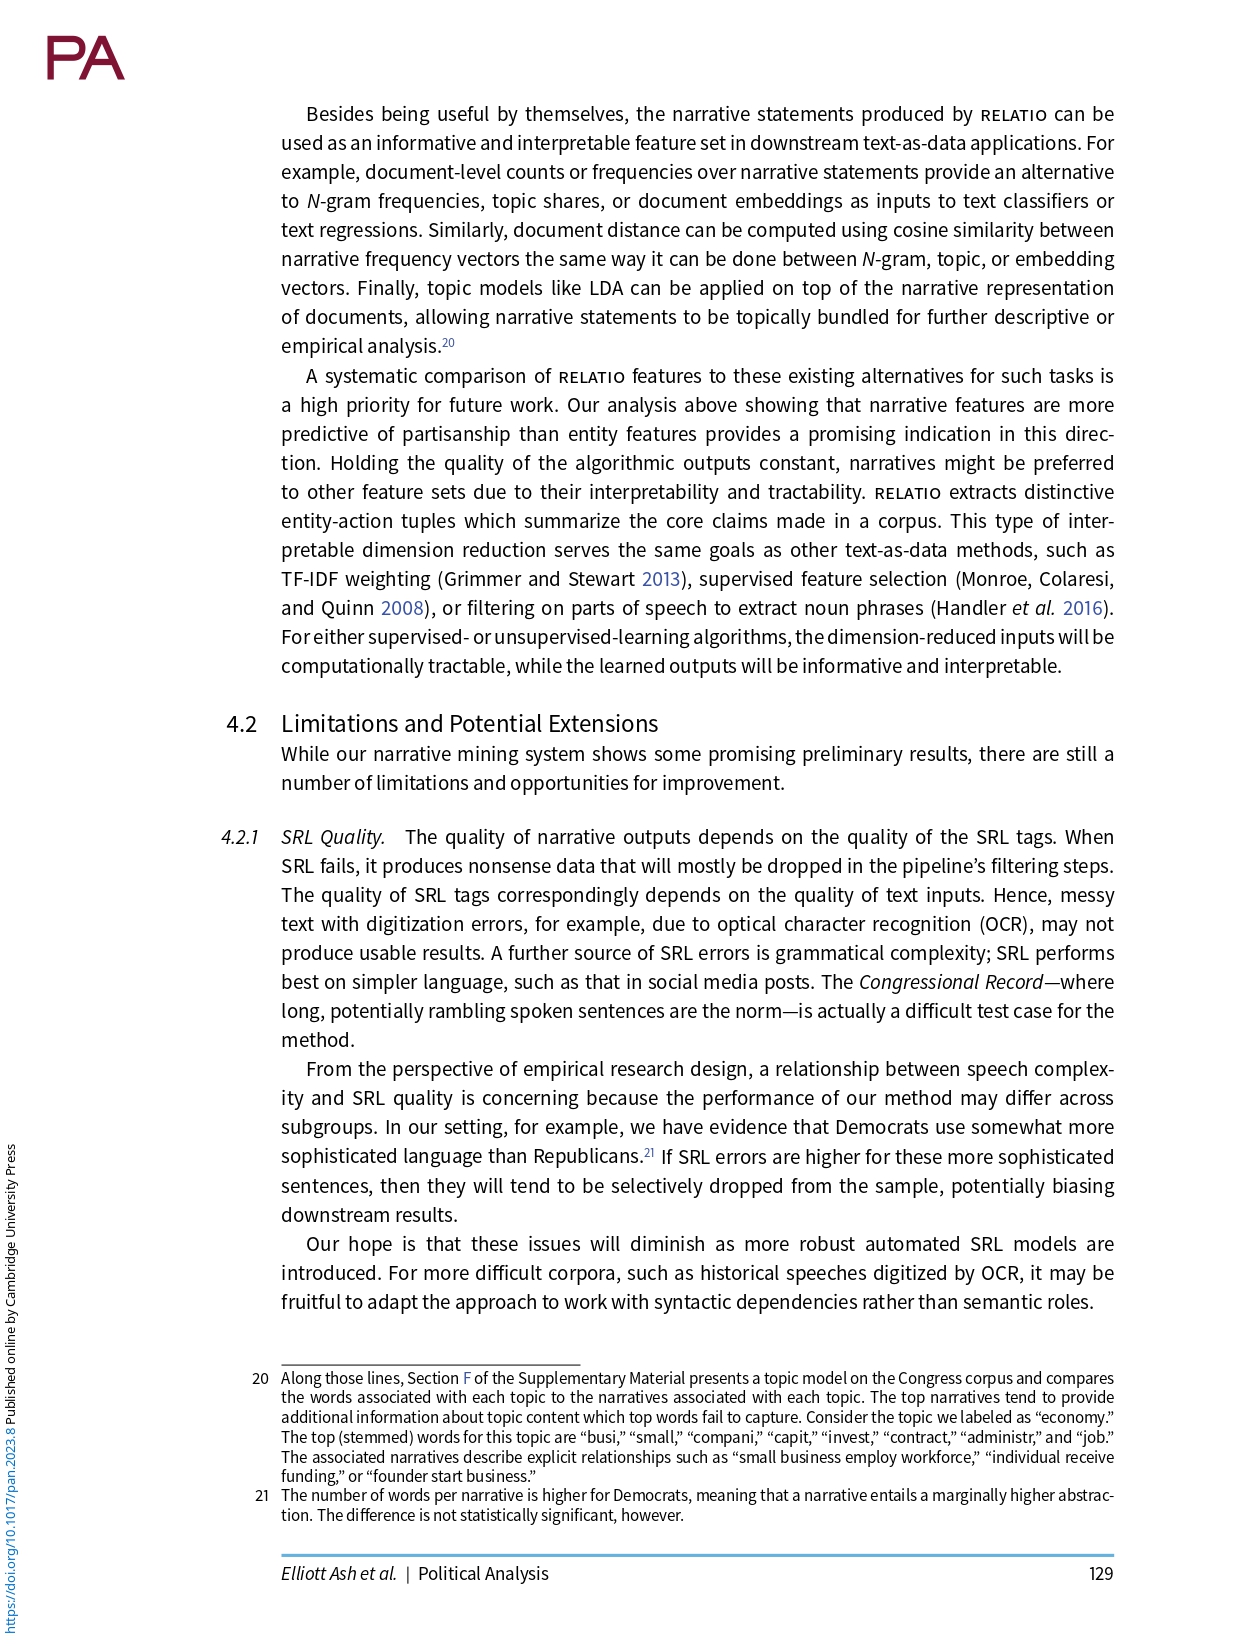 PA
Besides being useful by themselves, the narrative statements produced by RELATIO can be
used as an informative and interpretable feature set in downstream text-as-data applications. For
example, document-level counts or frequencies over narrative statements provide an alternative
to N-gram frequencies, topic shares, or document embeddings as inputs to text classifiers or
text regressions. Similarly, document distance can be computed using cosine similarity between
narrative frequency vectors the same way it can be done between N-gram, topic, or embedding
vectors. Finally, topic models like LDA can be applied on top of the narrative representation
of documents, allowing narrative statements to be topically bundled for further descriptive or
empirical analysis.20
A systematic comparison of RELATIO features to these existing alternatives for such tasks is
a high priority for future work. Our analysis above showing that narrative features are more
predictive of partisanship than entity features provides a promising indication in this direc-
tion. Holding the quality of the algorithmic outputs constant, narratives might be preferred
to other feature sets due to their interpretability and tractability. RELATIO extracts distinctive
entity-action tuples which summarize the core claims made in a corpus. This type of inter-
pretable dimension reduction serves the same goals as other text-as-data methods, such as
TF-IDF weighting (Grimmer and Stewart 2013), supervised feature selection (Monroe, Colaresi,
and Quinn 2008), or filtering on parts of speech to extract noun phrases (Handler et al. 2016).
For either supervised- or unsupervised-learning algorithms, the dimension-reduced inputs will be
computationally tractable, while the learned outputs will be informative and interpretable.
4.2 Limitations and Potential Extensions
While our narrative mining system shows some promising preliminary results, there are still a
number of limitations and opportunities for improvement.
4.2.1 SRL Quality. The quality of narrative outputs depends on the quality of the SRL tags. When
SRL fails, it produces nonsense data that will mostly be dropped in the pipeline’s filtering steps.
The quality of SRL tags correspondingly depends on the quality of text inputs. Hence, messy
text with digitization errors, for example, due to optical character recognition (OCR), may not
produce usable results. A further source of SRL errors is grammatical complexity; SRL performs
best on simpler language, such as that in social media posts. The Congressional Record—where
long, potentially rambling spoken sentences are the norm—is actually a difficult test case for the
method.
From the perspective of empirical research design, a relationship between speech complex-
ity and SRL quality is concerning because the performance of our method may differ across
subgroups. In our setting, for example, we have evidence that Democrats use somewhat more
sophisticated language than Republicans.21 If SRL errors are higher for these more sophisticated
sentences, then they will tend to be selectively dropped from the sample, potentially biasing
downstream results.
Our hope is that these issues will diminish as more robust automated SRL models are
introduced. For more difficult corpora, such as historical speeches digitized by OCR, it may be
fruitful to adapt the approach to work with syntactic dependencies rather than semantic roles.
20 Along those lines, Section F of the Supplementary Material presents a topic model on the Congress corpus and compares
the words associated with each topic to the narratives associated with each topic. The top narratives tend to provide
additional information about topic content which top words fail to capture. Consider the topic we labeled as “economy.”
The top (stemmed) words for this topic are “busi,” “small,” “compani,” “capit,” “invest,” “contract,” “administr,” and “job.”
The associated narratives describe explicit relationships such as “small business employ workforce,” “individual receive
funding,” or “founder start business.”
21 The number of words per narrative is higher for Democrats, meaning that a narrative entails a marginally higher abstrac-
tion. The difference is not statistically significant, however.
Elliott Ash et al. | Political Analysis 129
https://doi.org/10.1017/pan.2023.8 Published online by Cambridge University Press